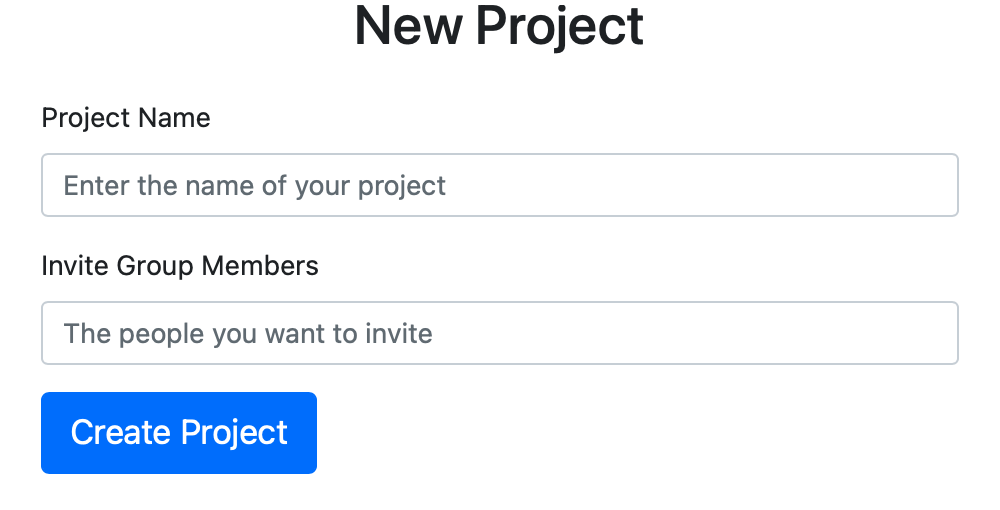 New Project
Project Name
Enter the name of your project
Invite Group Members
The people you want to invite
Create Project